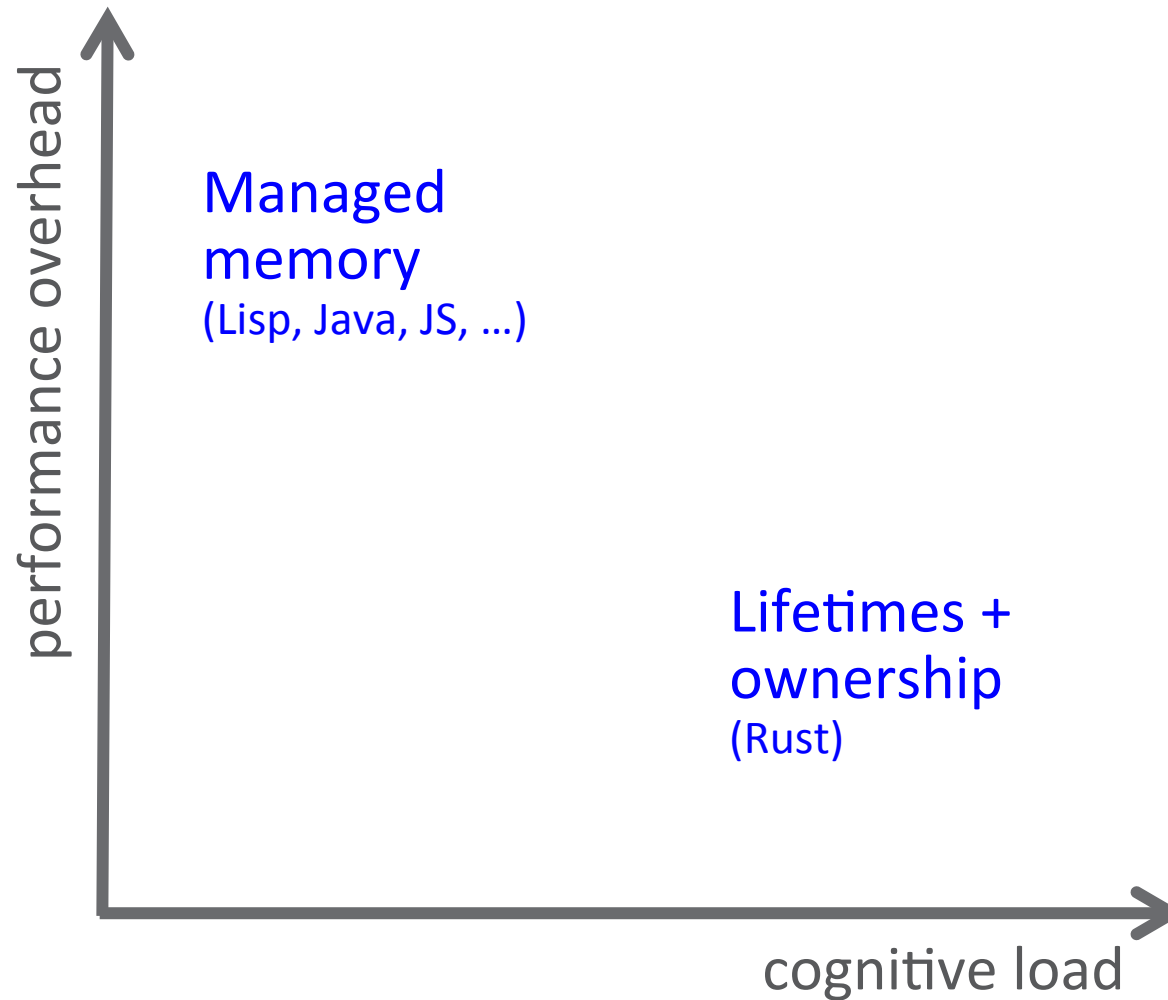 performance overhead
Managed
memory
(Lisp, Java, JS, …)
Lifetimes +
ownership
(Rust)
cognitive load